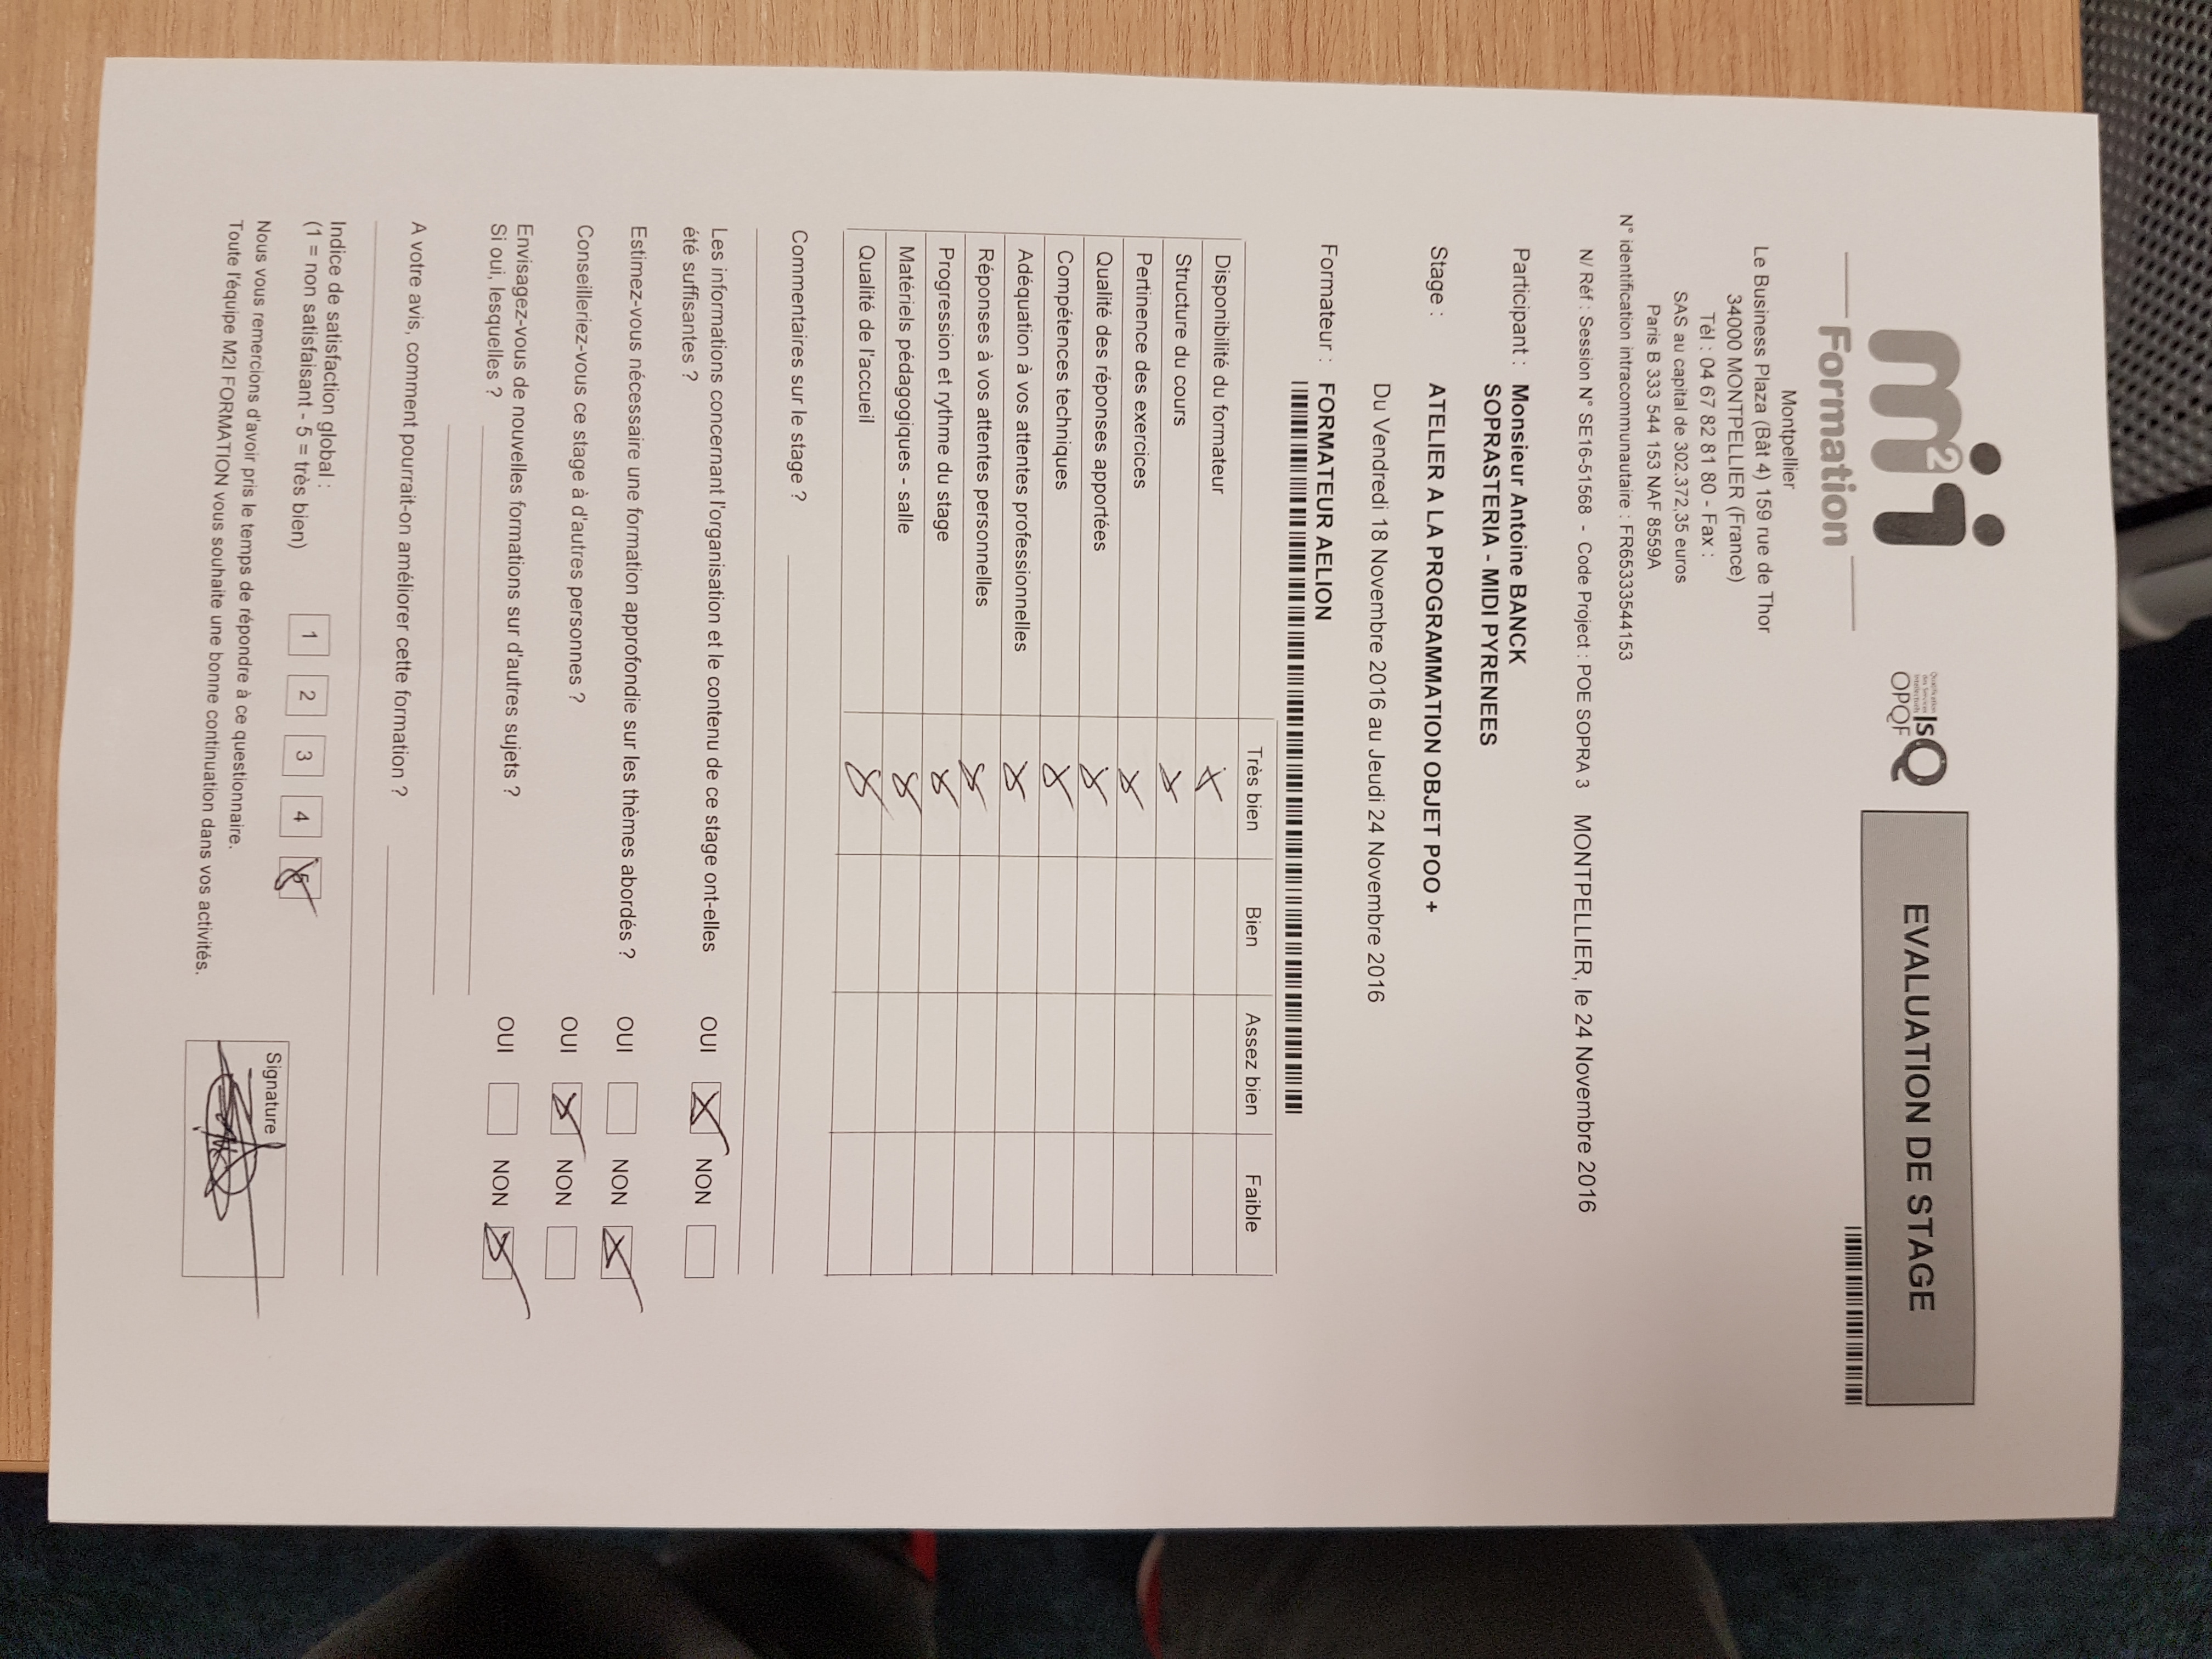 m2i
Formation
Qualification
des Services
Intellectuels
ISQ
OPQF
EVALUATION DE STAGE
Montpellier
Le Business Plaza (Bât 4) 159 rue de Thor
34000 MONTPELLIER (France)
Tél : 04 67 82 81 80 - Fax :
SAS au capital de 302.372,35 euros
Paris B 333 544 153 NAF 8559A
N° identification intracommunautaire : FR65333544153
N/ Réf : Session N° SE16-51568 - Code Project : POE SOPRA 3 MONTPELLIER, le 24 Novembre 2016
Participant : Monsieur Antoine BANCK
SOPRASTERIA - MIDI PYRENEES
Stage : ATELIER A LA PROGRAMMATION OBJET POO +
Du Vendredi 18 Novembre 2016 au Jeudi 24 Novembre 2016
Formateur : FORMATEUR AELION
Très bien Bien Assez bien Faible
Disponibilité du formateur X
Structure du cours X
Pertinence des exercices X
Qualité des réponses apportées X
Compétences techniques X
Adéquation à vos attentes professionnelles X
Réponses à vos attentes personnelles X
Progression et rythme du stage X
Matériels pédagogiques - salle X
Qualité de l'accueil X
Commentaires sur le stage ?
Les informations concernant l'organisation et le contenu de ce stage ont-elles OUI X NON
été suffisantes ?
Estimez-vous nécessaire une formation approfondie sur les thèmes abordés ? OUI NON X
Conseilleriez-vous ce stage à d'autres personnes ? OUI X NON
Envisagez-vous de nouvelles formations sur d'autres sujets ? OUI NON X
Si oui, lesquelles ?
A votre avis, comment pourrait-on améliorer cette formation ?
Indice de satisfaction global :
(1 = non satisfaisant - 5 = très bien) 1 2 3 4 5
Nous vous remercions d'avoir pris le temps de répondre à ce questionnaire.
Toute l'équipe M2I FORMATION vous souhaite une bonne continuation dans vos activités.
Signature